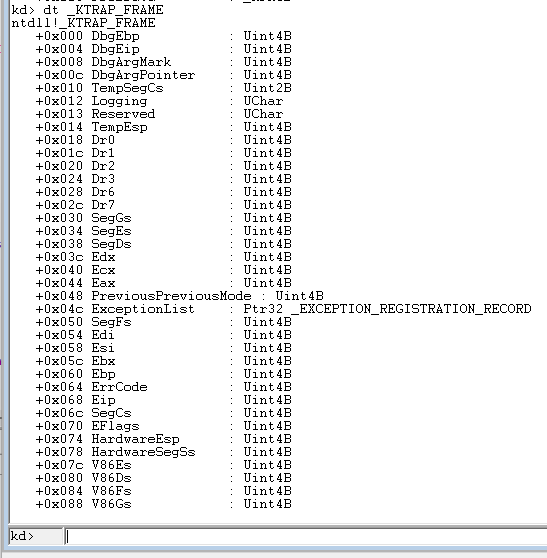 kd> dt _KTRAP_FRAME
ntdll!_KTRAP_FRAME
+0x000 DbgEbp : Uint4B
+0x004 DbgEip : Uint4B
+0x008 DbgArgMark : Uint4B
+0x00c DbgArgPointer : Uint4B
+0x010 TempSegCs : Uint2B
+0x012 Logging : UChar
+0x013 Reserved : UChar
+0x014 TempEsp : Uint4B
+0x018 Dr0 : Uint4B
+0x01c Dr1 : Uint4B
+0x020 Dr2 : Uint4B
+0x024 Dr3 : Uint4B
+0x028 Dr6 : Uint4B
+0x02c Dr7 : Uint4B
+0x030 SegGs : Uint4B
+0x034 SegEs : Uint4B
+0x038 SegDs : Uint4B
+0x03c Edx : Uint4B
+0x040 Ecx : Uint4B
+0x044 Eax : Uint4B
+0x048 PreviousPreviousMode : Uint4B
+0x04c ExceptionList : Ptr32 _EXCEPTION_REGISTRATION_RECORD
+0x050 SegFs : Uint4B
+0x054 Edi : Uint4B
+0x058 Esi : Uint4B
+0x05c Ebx : Uint4B
+0x060 Ebp : Uint4B
+0x064 ErrCode : Uint4B
+0x068 Eip : Uint4B
+0x06c SegCs : Uint4B
+0x070 EFlags : Uint4B
+0x074 HardwareEsp : Uint4B
+0x078 HardwareSegSs : Uint4B
+0x07c V86Es : Uint4B
+0x080 V86Ds : Uint4B
+0x084 V86Fs : Uint4B
+0x088 V86Gs : Uint4B
kd>